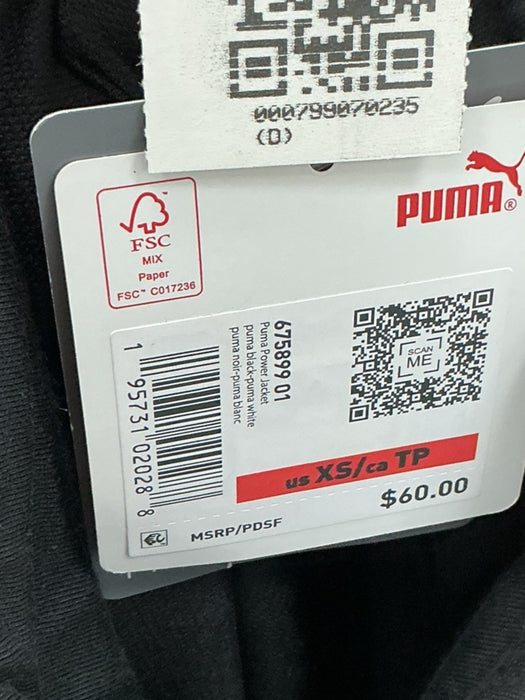 000799070235
(D)
PUMA®
FSC
MIX
Paper
FSC™ C017236
675899 01
Puma Power Jacket
puma black-puma white
puma noir-puma blanc
SCAN
ME
1 95731 02028 8
us XS/ca TP
$60.00
MSRP/PDSF